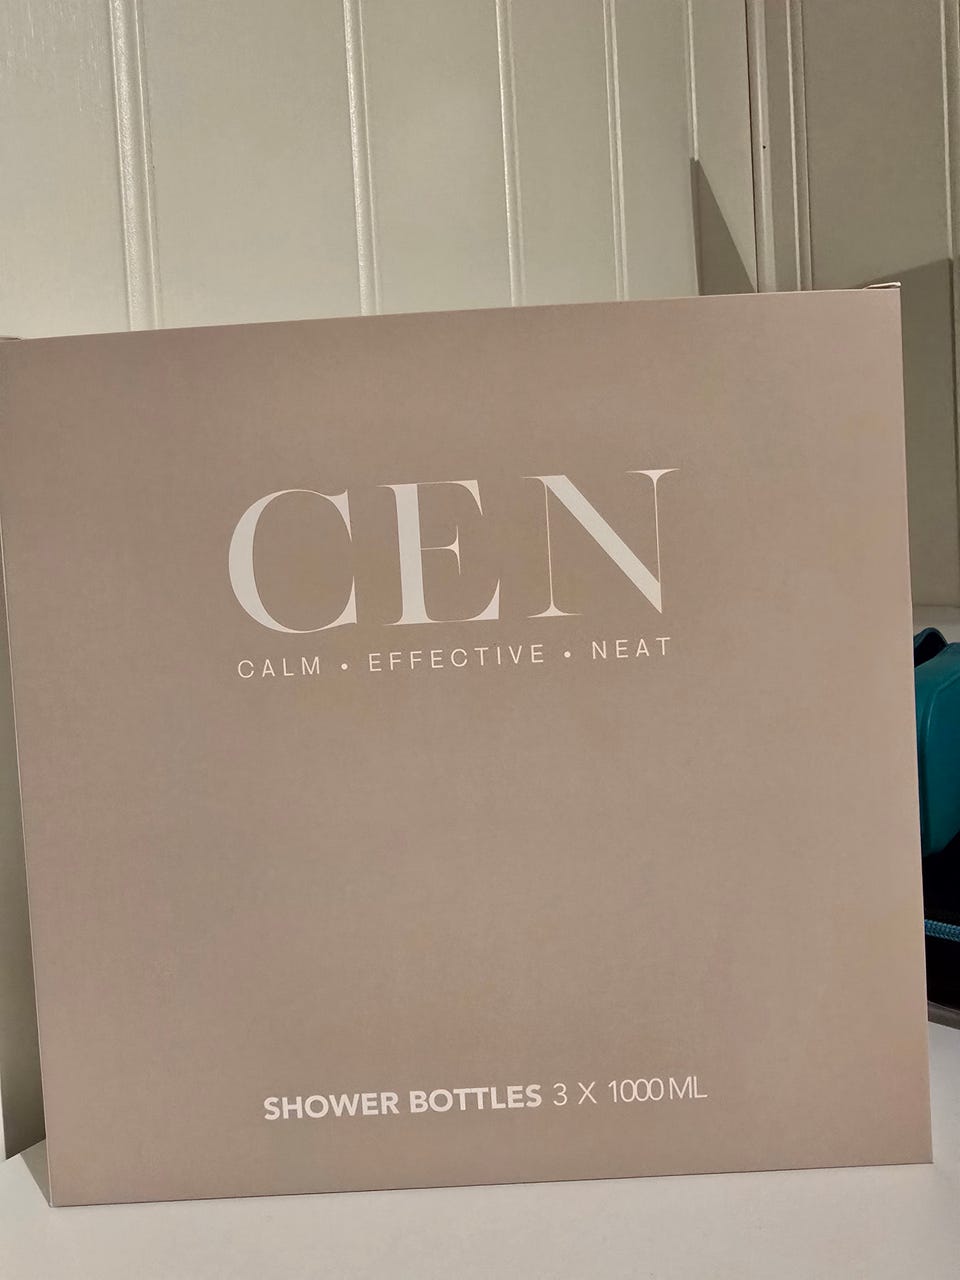 CEN
CALM • EFFECTIVE • NEAT
SHOWER BOTTLES 3 X 1000 ML